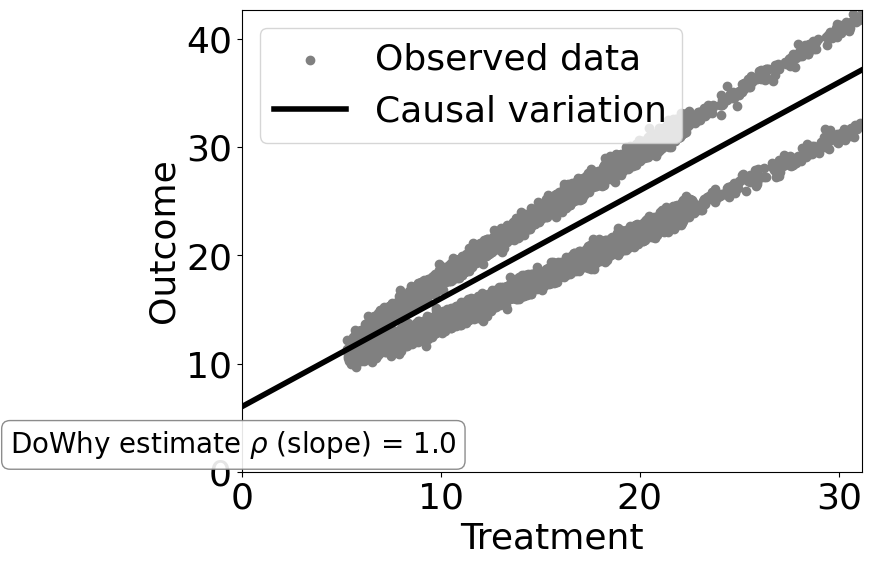 40
30
20
10
0
Outcome
Observed data
Causal variation
DoWhy estimate ρ (slope) = 1.0
0 10 20 30
Treatment